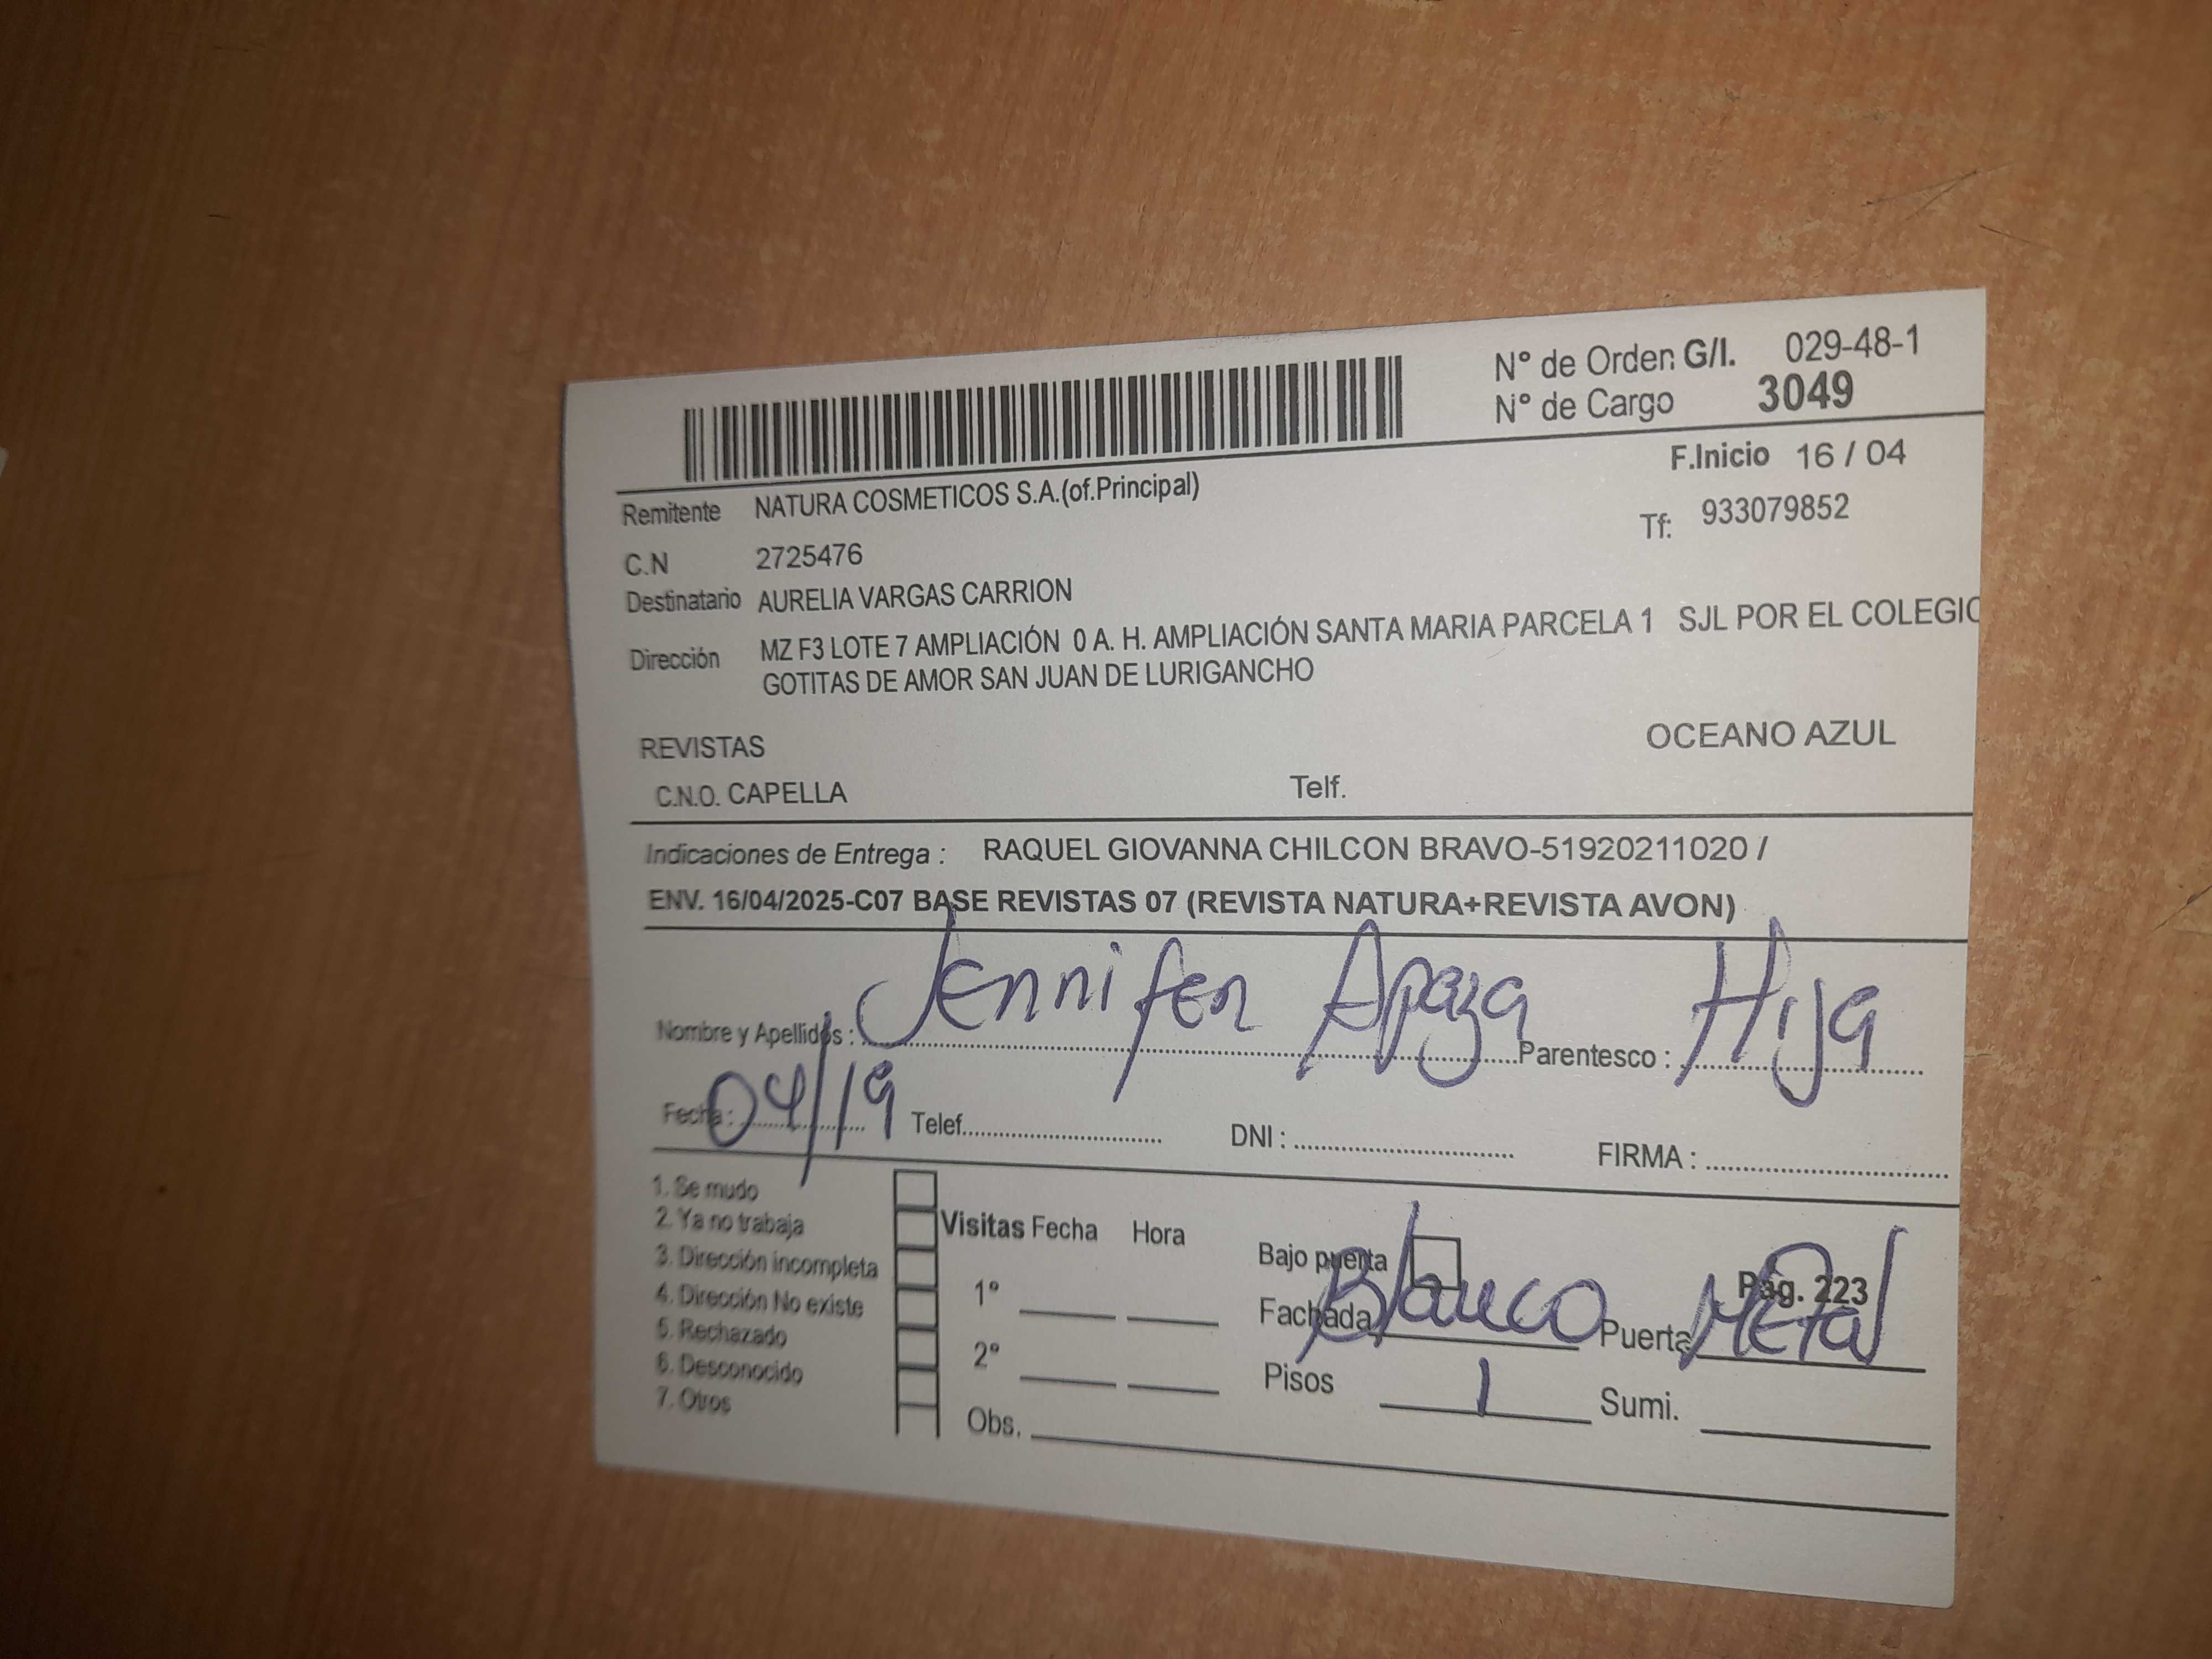 N° de Orden G/I. 029-48-1
N° de Cargo 3049
F.Inicio 16 / 04
Remitente NATURA COSMETICOS S.A.(of.Principal)
Tf: 933079852
C.N 2725476
Destinatario AURELIA VARGAS CARRION
Dirección MZ F3 LOTE 7 AMPLIACIÓN 0 A. H. AMPLIACIÓN SANTA MARIA PARCELA 1 SJL POR EL COLEGIO
GOTITAS DE AMOR SAN JUAN DE LURIGANCHO
REVISTAS OCEANO AZUL
C.N.O. CAPELLA Telf.
Indicaciones de Entrega : RAQUEL GIOVANNA CHILCON BRAVO-51920211020 /
ENV. 16/04/2025-C07 BASE REVISTAS 07 (REVISTA NATURA+REVISTA AVON)
Nombre y Apellidos : Jennifer Apaza Parentesco : Hija
Fecha : 04/19 Telef. DNI : FIRMA :
1. Se mudo
2. Ya no trabaja
3. Dirección incompleta
4. Dirección No existe
5. Rechazado
6. Desconocido
7. Otros
Visitas Fecha Hora
1°
2°
Obs.
Bajo puerta Pág. 223
Fachada Blanco Puerta Metal
Pisos 1 Sumi.